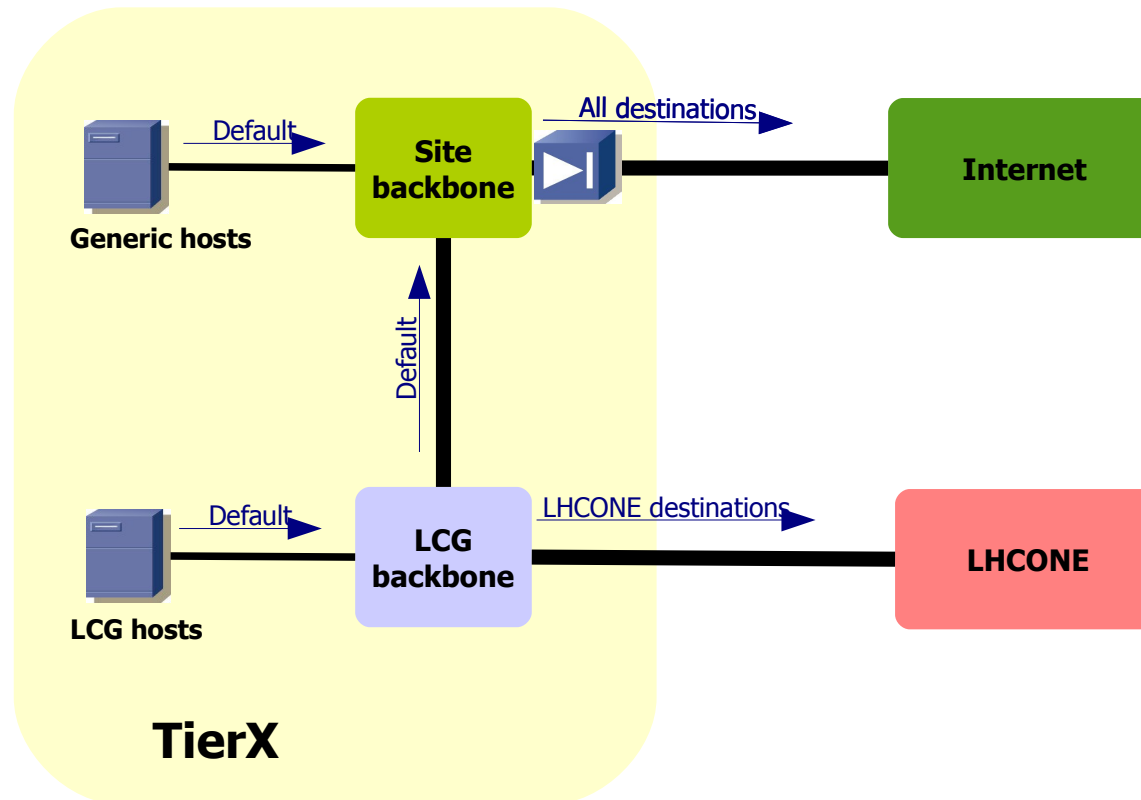 All destinations
Default
Site
backbone
Internet
Generic hosts
Default
LHCONE destinations
Default
LCG
backbone
LHCONE
LCG hosts
TierX